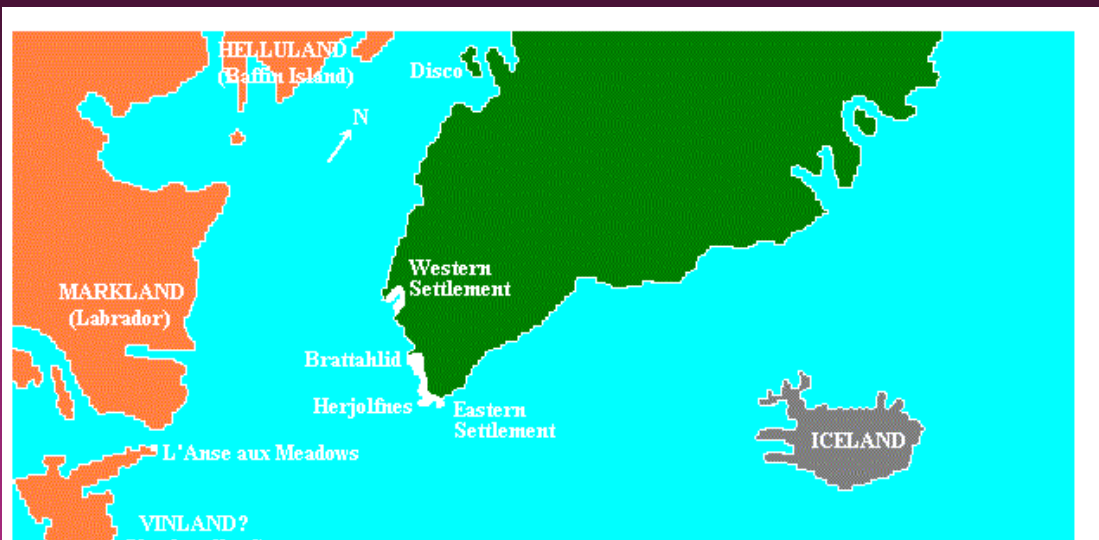 HELLULAND
(Baffin Island)
Disco
N
Western
Settlement
MARKLAND
(Labrador)
Brattahlid
Herjolfnes
Eastern
Settlement
ICELAND
L'Anse aux Meadows
VINLAND?